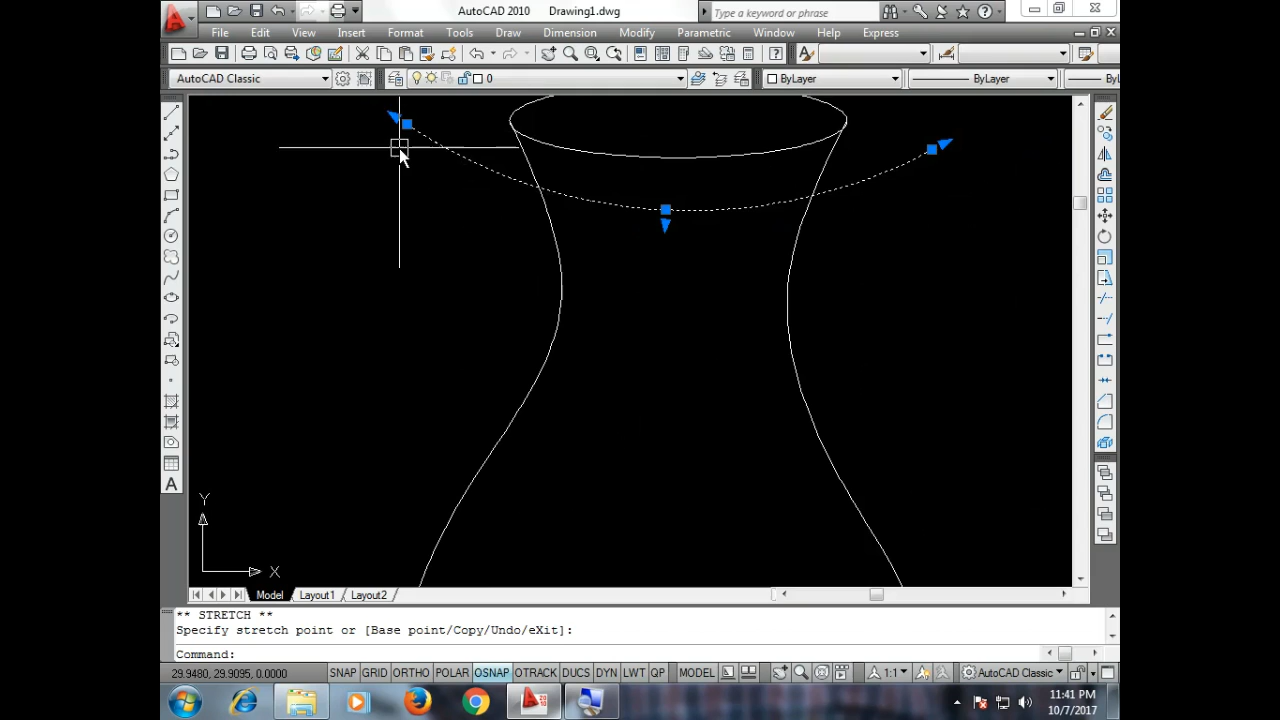 AutoCAD 2010 Drawing1.dwg
Type a keyword or phrase
File Edit View Insert Format Tools Draw Dimension Modify Parametric Window Help Express
AutoCAD Classic
0
ByLayer
ByLayer
ByL
A
Y
X
Model Layout1 Layout2
** STRETCH **
Specify stretch point or [Base point/Copy/Undo/eXit]:
Command:
29.9480, 29.9095, 0.0000 SNAP GRID ORTHO POLAR OSNAP OTRACK DUCS DYN LWT QP MODEL 1:1 AutoCAD Classic
11:41 PM
10/7/2017